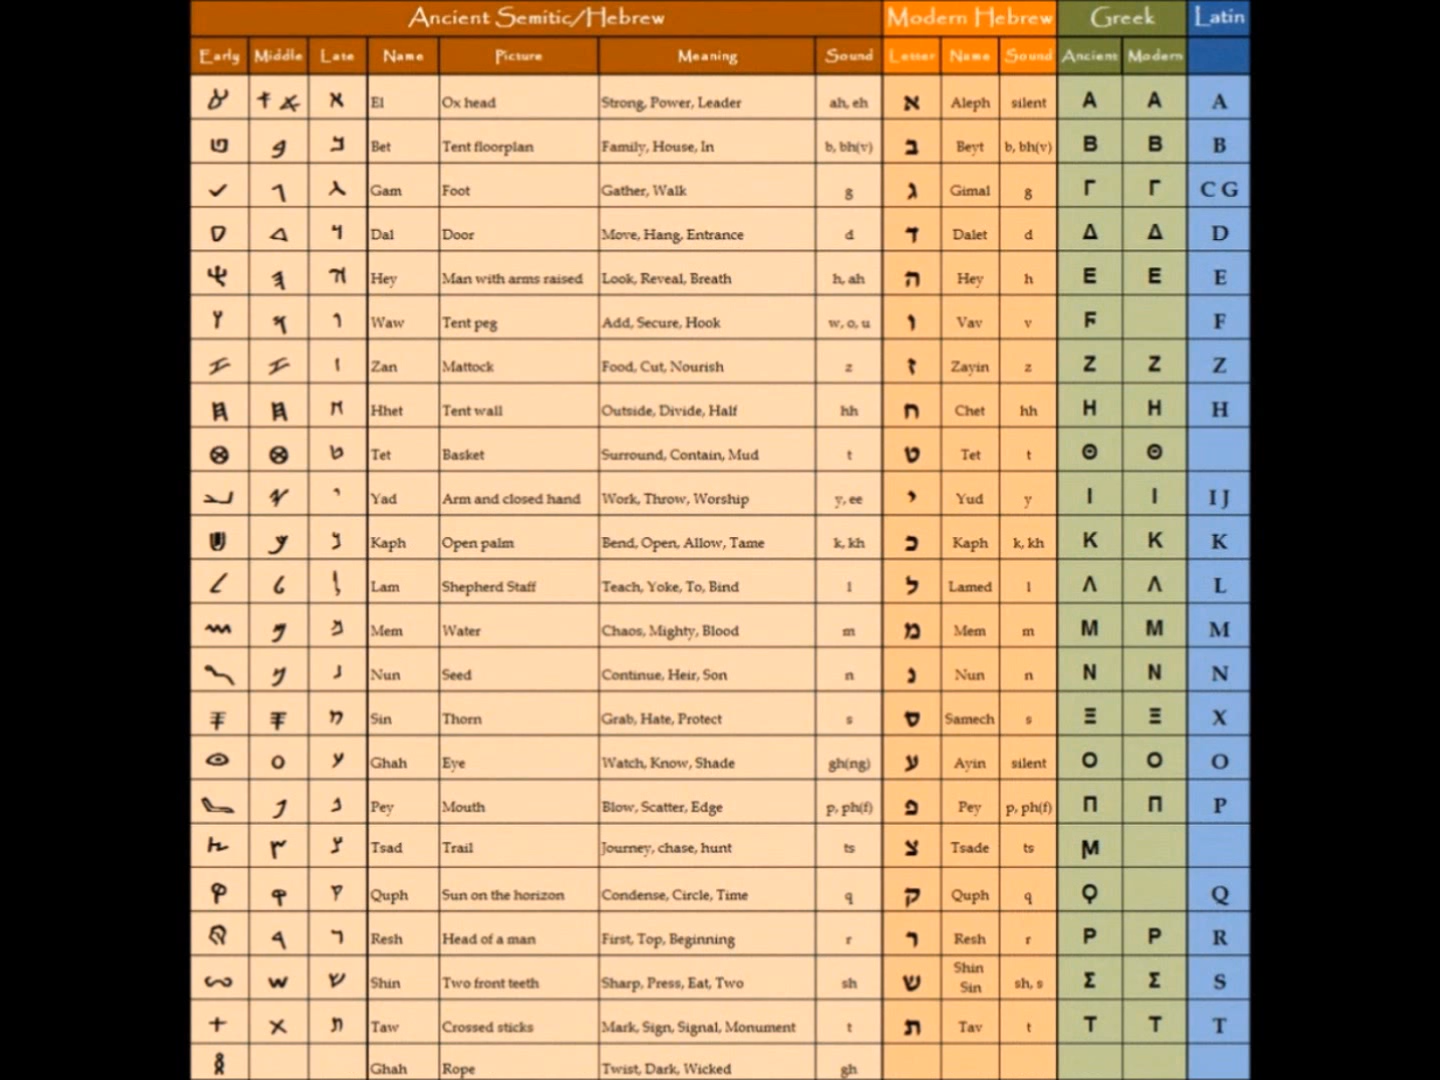 Ancient Semitic/Hebrew Modern Hebrew Greek Latin
Early Middle Late Name Picture Meaning Sound Letter Name Sound Ancient Modern
El Ox head Strong, Power, Leader ah, eh א Aleph silent Α Α A
Bet Tent floorplan Family, House, In b, bh(v) ב Beyt b, bh(v) Β Β B
Gam Foot Gather, Walk g ג Gimal g Γ Γ C G
Dal Door Move, Hang, Entrance d ד Dalet d Δ Δ D
Hey Man with arms raised Look, Reveal, Breath h, ah ה Hey h Ε Ε E
Waw Tent peg Add, Secure, Hook w, o, u ו Vav v Ϝ F
Zan Mattock Food, Cut, Nourish z ז Zayin z Ζ Ζ Z
Hhet Tent wall Outside, Divide, Half hh ח Chet hh Η Η H
Tet Basket Surround, Contain, Mud t ט Tet t Θ Θ
Yad Arm and closed hand Work, Throw, Worship y, ee י Yud y Ι Ι I J
Kaph Open palm Bend, Open, Allow, Tame k, kh כ Kaph k, kh Κ Κ K
Lam Shepherd Staff Teach, Yoke, To, Bind l ל Lamed l Λ Λ L
Mem Water Chaos, Mighty, Blood m מ Mem m Μ Μ M
Nun Seed Continue, Heir, Son n נ Nun n Ν Ν N
Sin Thorn Grab, Hate, Protect s ס Samech s Ξ Ξ X
Ghah Eye Watch, Know, Shade gh(ng) ע Ayin silent Ο Ο O
Pey Mouth Blow, Scatter, Edge p, ph(f) פ Pey p, ph(f) Π Π P
Tsad Trail Journey, chase, hunt ts צ Tsade ts Ϻ
Quph Sun on the horizon Condense, Circle, Time q ק Quph q Ϙ Q
Resh Head of a man First, Top, Beginning r ר Resh r Ρ Ρ R
Shin Two front teeth Sharp, Press, Eat, Two sh ש Shin Sin sh, s Σ Σ S
Taw Crossed sticks Mark, Sign, Signal, Monument t ת Tav t Τ Τ T
Ghah Rope Twist, Dark, Wicked gh